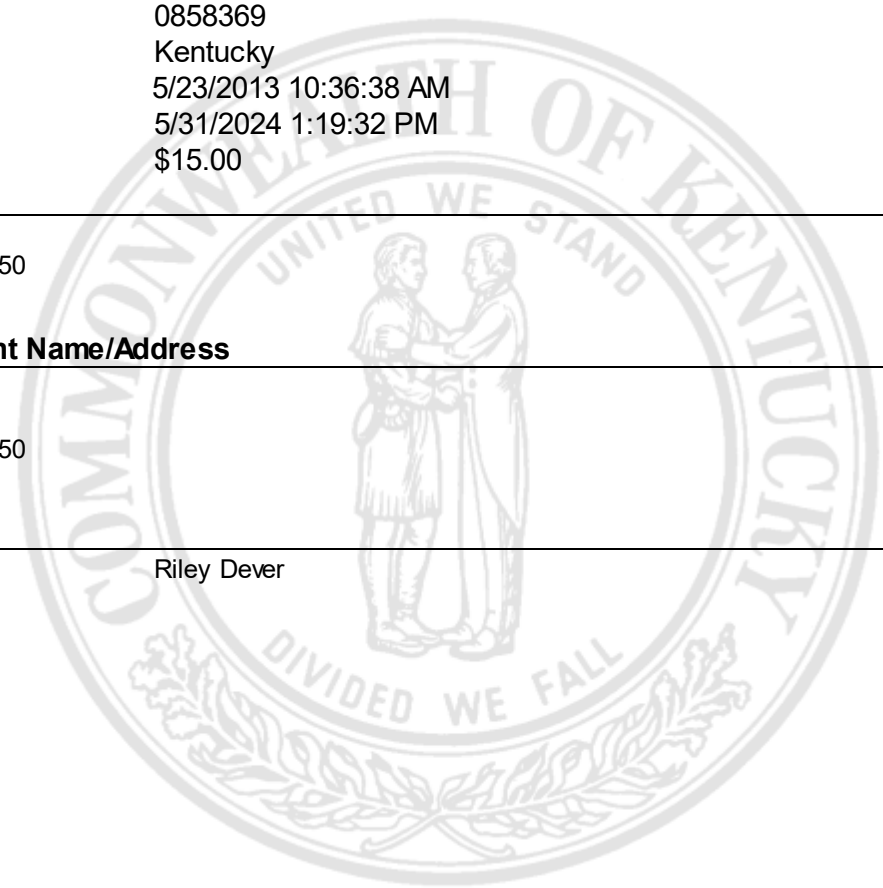 0858369
Kentucky
5/23/2013 10:36:38 AM
5/31/2024 1:19:32 PM
$15.00
50
nt Name/Address
50
Riley Dever
COMMONWEALTH OF KENTUCKY
UNITED WE STAND
DIVIDED WE FALL